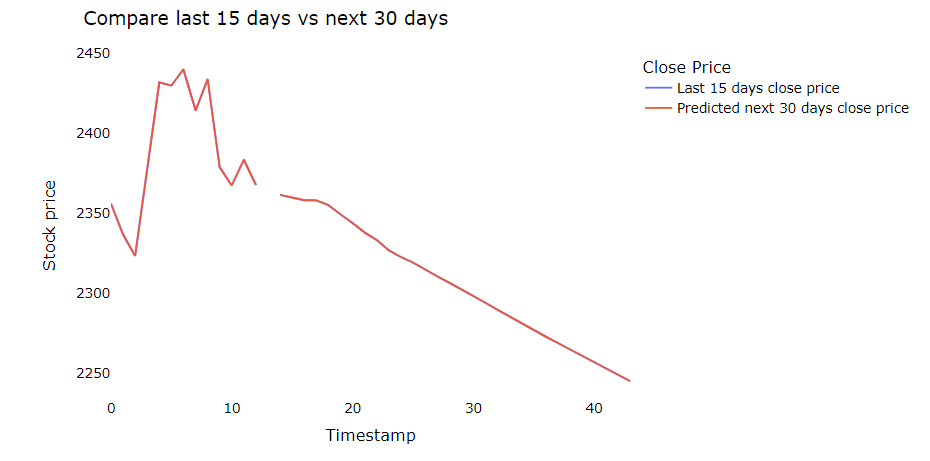 Compare last 15 days vs next 30 days
2450
2400
2350
2300
2250
Stock price
0 10 20 30 40
Timestamp
Close Price
Last 15 days close price
Predicted next 30 days close price